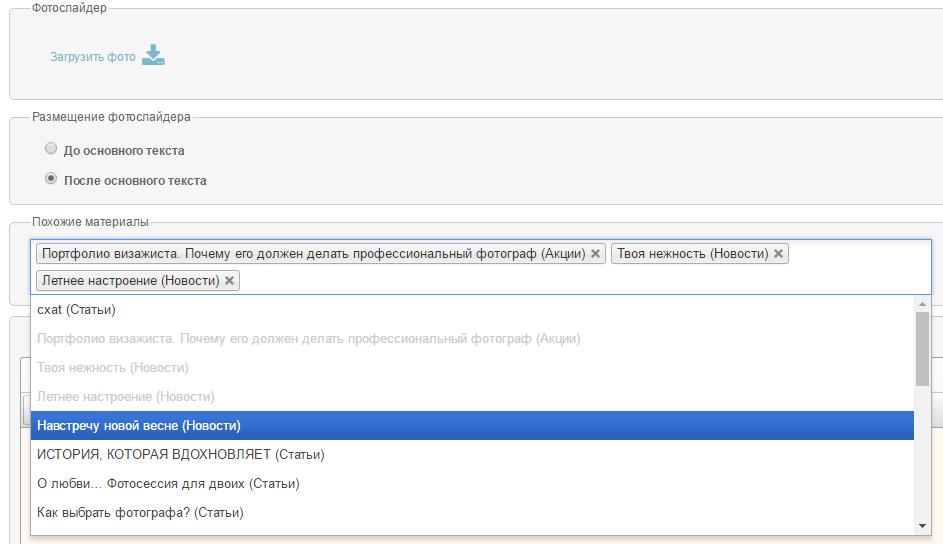 Фотослайдер
Загрузить фото
Размещение фотослайдера
До основного текста
После основного текста
Похожие материалы
Портфолио визажиста. Почему его должен делать профессиональный фотограф (Акции) Твоя нежность (Новости)
Летнее настроение (Новости)
схат (Статьи)
Портфолио визажиста. Почему его должен делать профессиональный фотограф (Акции)
Твоя нежность (Новости)
Летнее настроение (Новости)
Навстречу новой весне (Новости)
ИСТОРИЯ, КОТОРАЯ ВДОХНОВЛЯЕТ (Статьи)
О любви... Фотосессия для двоих (Статьи)
Как выбрать фотографа? (Статьи)